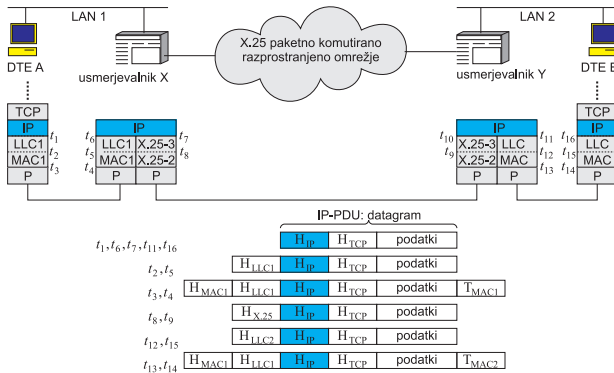 LAN 1
LAN 2
X.25 paketno komutirano
razprostranjeno omrežje
DTE A
usmerjevalnik X
usmerjevalnik Y
DTE B
TCP
IP
LLC1
MAC1
P
t1
t2
t3
t6
t5
t4
IP
LLC1 X.25-3
MAC1 X.25-2
P P
t7
t8
t10
t9
IP
X.25-3 LLC
X.25-2 MAC
P P
t11
t12
t13
t16
t15
t14
TCP
IP
LLC
MAC
P
IP-PDU: datagram
t1, t6, t7, t11, t16 HIP HTCP podatki
t2, t5 HLLC1 HIP HTCP podatki
t3, t4 HMAC1 HLLC1 HIP HTCP podatki TMAC1
t8, t9 HX.25 HIP HTCP podatki
t12, t15 HLLC2 HIP HTCP podatki
t13, t14 HMAC1 HLLC1 HIP HTCP podatki TMAC2